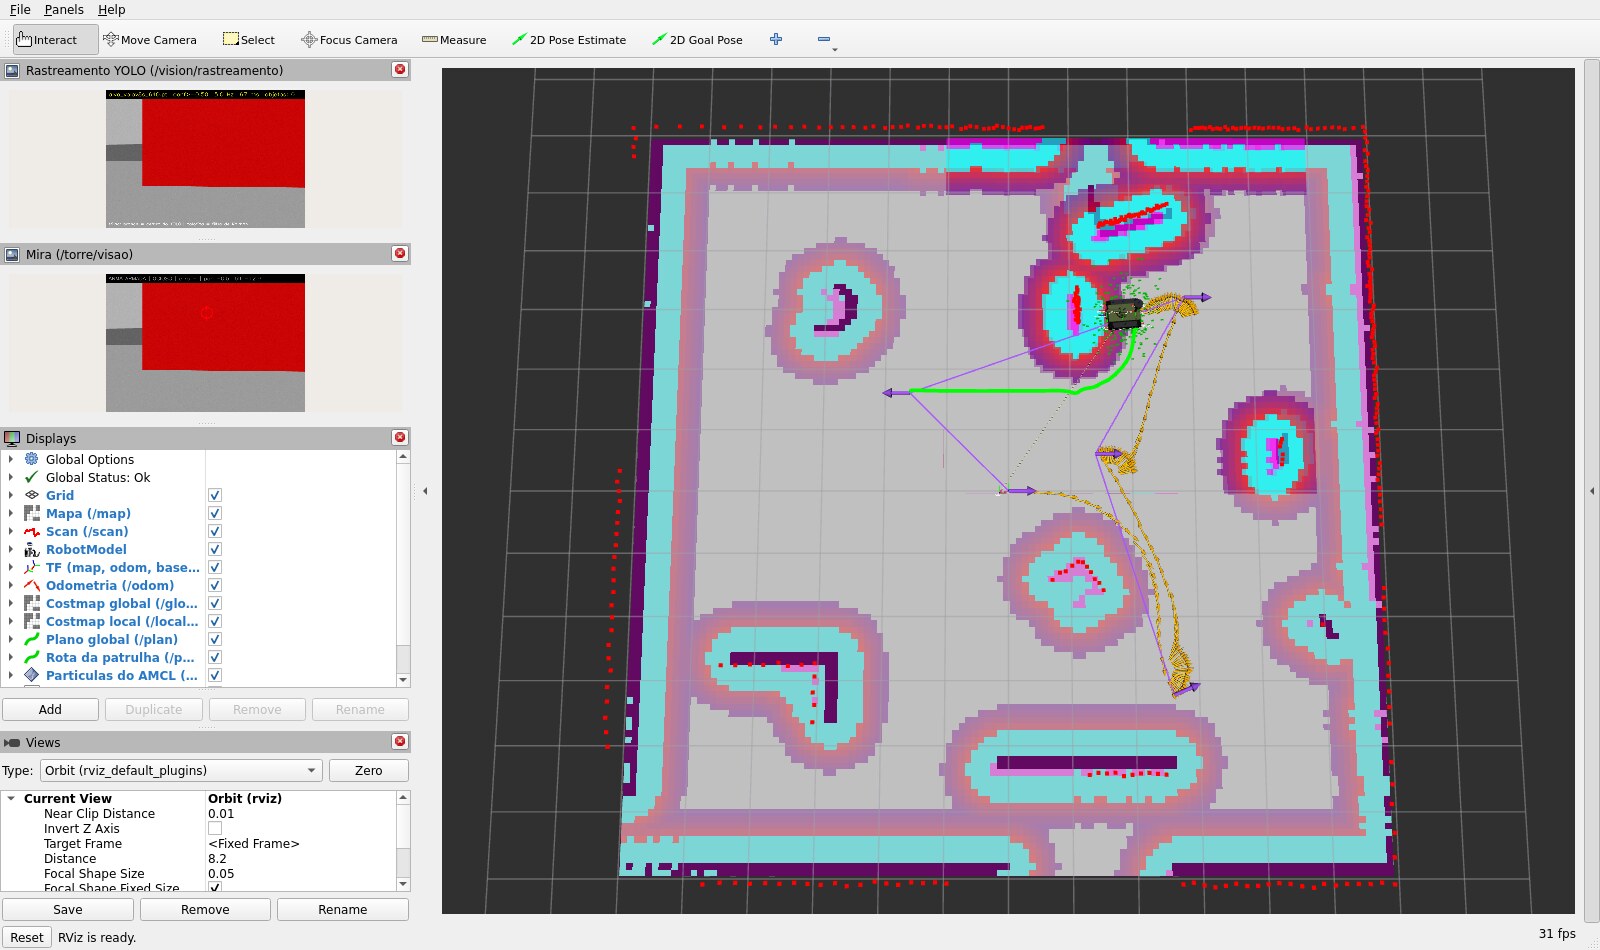 File Panels Help
Interact Move Camera Select Focus Camera Measure 2D Pose Estimate 2D Goal Pose
Rastreamento YOLO (/vision/rastreamento)
Mira (/torre/visao)
Displays
Global Options
Global Status: Ok
Grid
Mapa (/map)
Scan (/scan)
RobotModel
TF (map, odom, base...
Odometria (/odom)
Costmap global (/glo...
Costmap local (/local...
Plano global (/plan)
Rota da patrulha (/p...
Particulas do AMCL (...
Add Duplicate Remove Rename
Views
Type: Orbit (rviz_default_plugins) Zero
Current View Orbit (rviz)
Near Clip Distance 0.01
Invert Z Axis
Target Frame <Fixed Frame>
Distance 8.2
Focal Shape Size 0.05
Focal Shape Fixed Size
Save Remove Rename
Reset RViz is ready. 31 fps